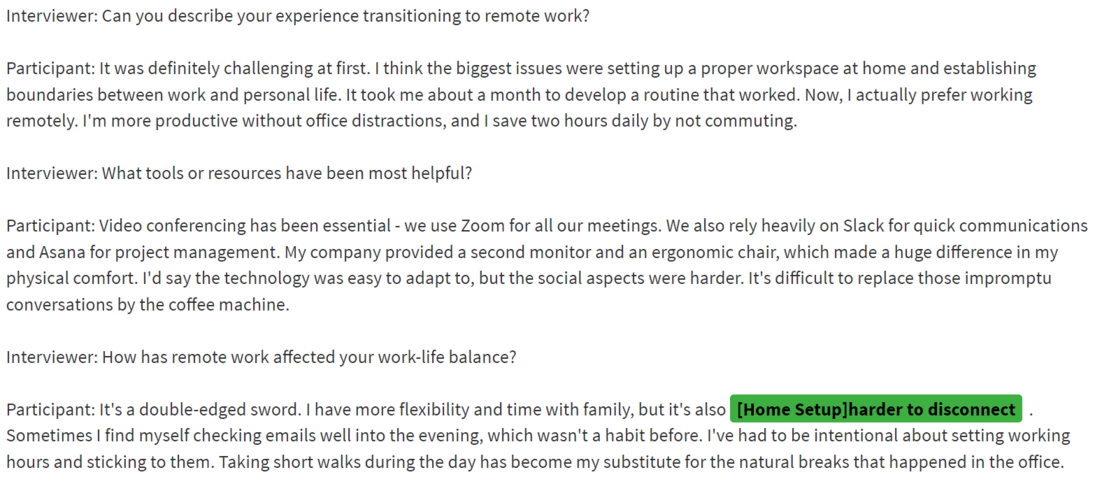 Interviewer: Can you describe your experience transitioning to remote work?
Participant: It was definitely challenging at first. I think the biggest issues were setting up a proper workspace at home and establishing
boundaries between work and personal life. It took me about a month to develop a routine that worked. Now, I actually prefer working
remotely. I'm more productive without office distractions, and I save two hours daily by not commuting.
Interviewer: What tools or resources have been most helpful?
Participant: Video conferencing has been essential - we use Zoom for all our meetings. We also rely heavily on Slack for quick communications
and Asana for project management. My company provided a second monitor and an ergonomic chair, which made a huge difference in my
physical comfort. I'd say the technology was easy to adapt to, but the social aspects were harder. It's difficult to replace those impromptu
conversations by the coffee machine.
Interviewer: How has remote work affected your work-life balance?
Participant: It's a double-edged sword. I have more flexibility and time with family, but it's also [Home Setup]harder to disconnect .
Sometimes I find myself checking emails well into the evening, which wasn't a habit before. I've had to be intentional about setting working
hours and sticking to them. Taking short walks during the day has become my substitute for the natural breaks that happened in the office.